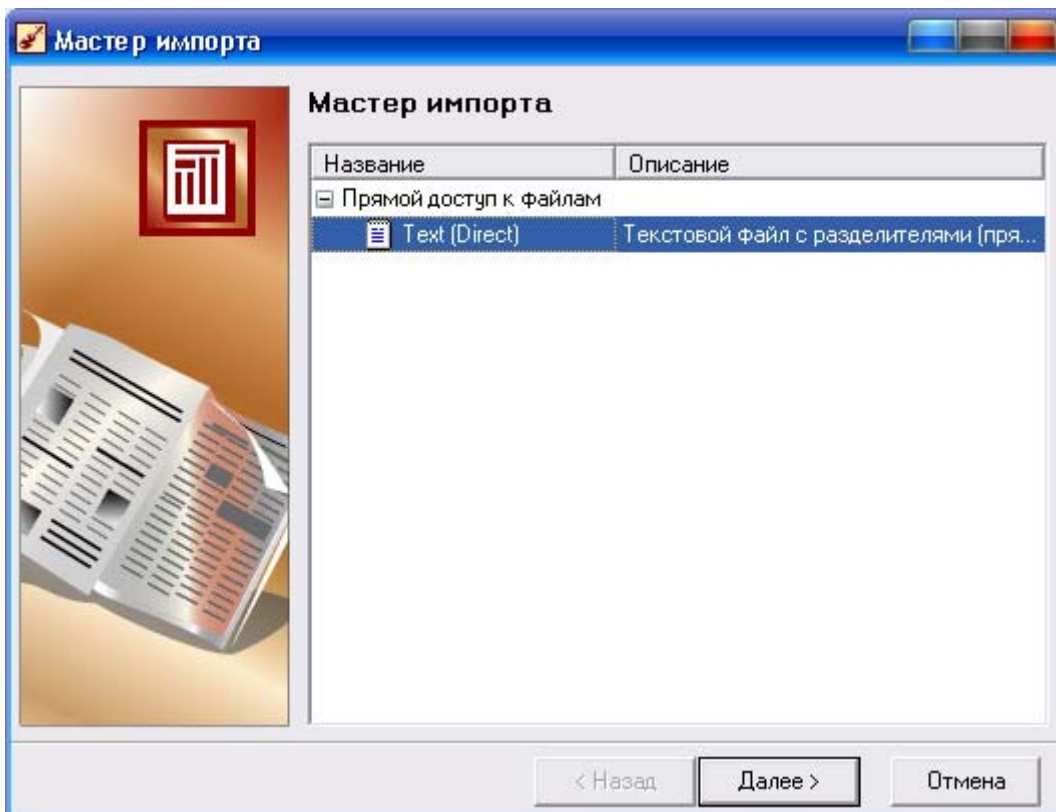 Мастер импорта
Мастер импорта
Название Описание
Прямой доступ к файлам
Text (Direct) Текстовой файл с разделителями (пря...
< Назад Далее > Отмена